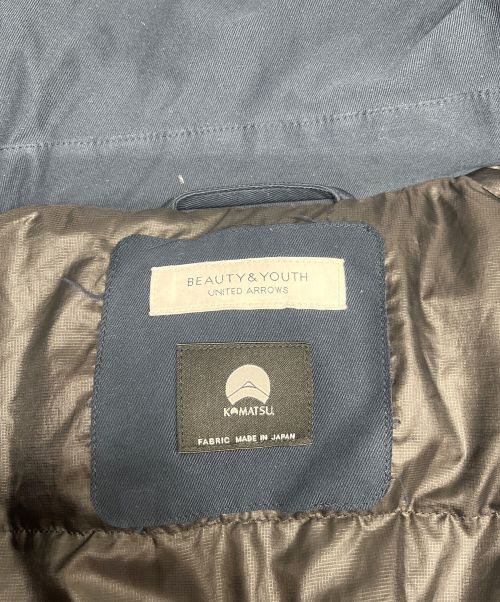 BEAUTY&YOUTH
UNITED ARROWS
KOMATSU.
FABRIC MADE IN JAPAN